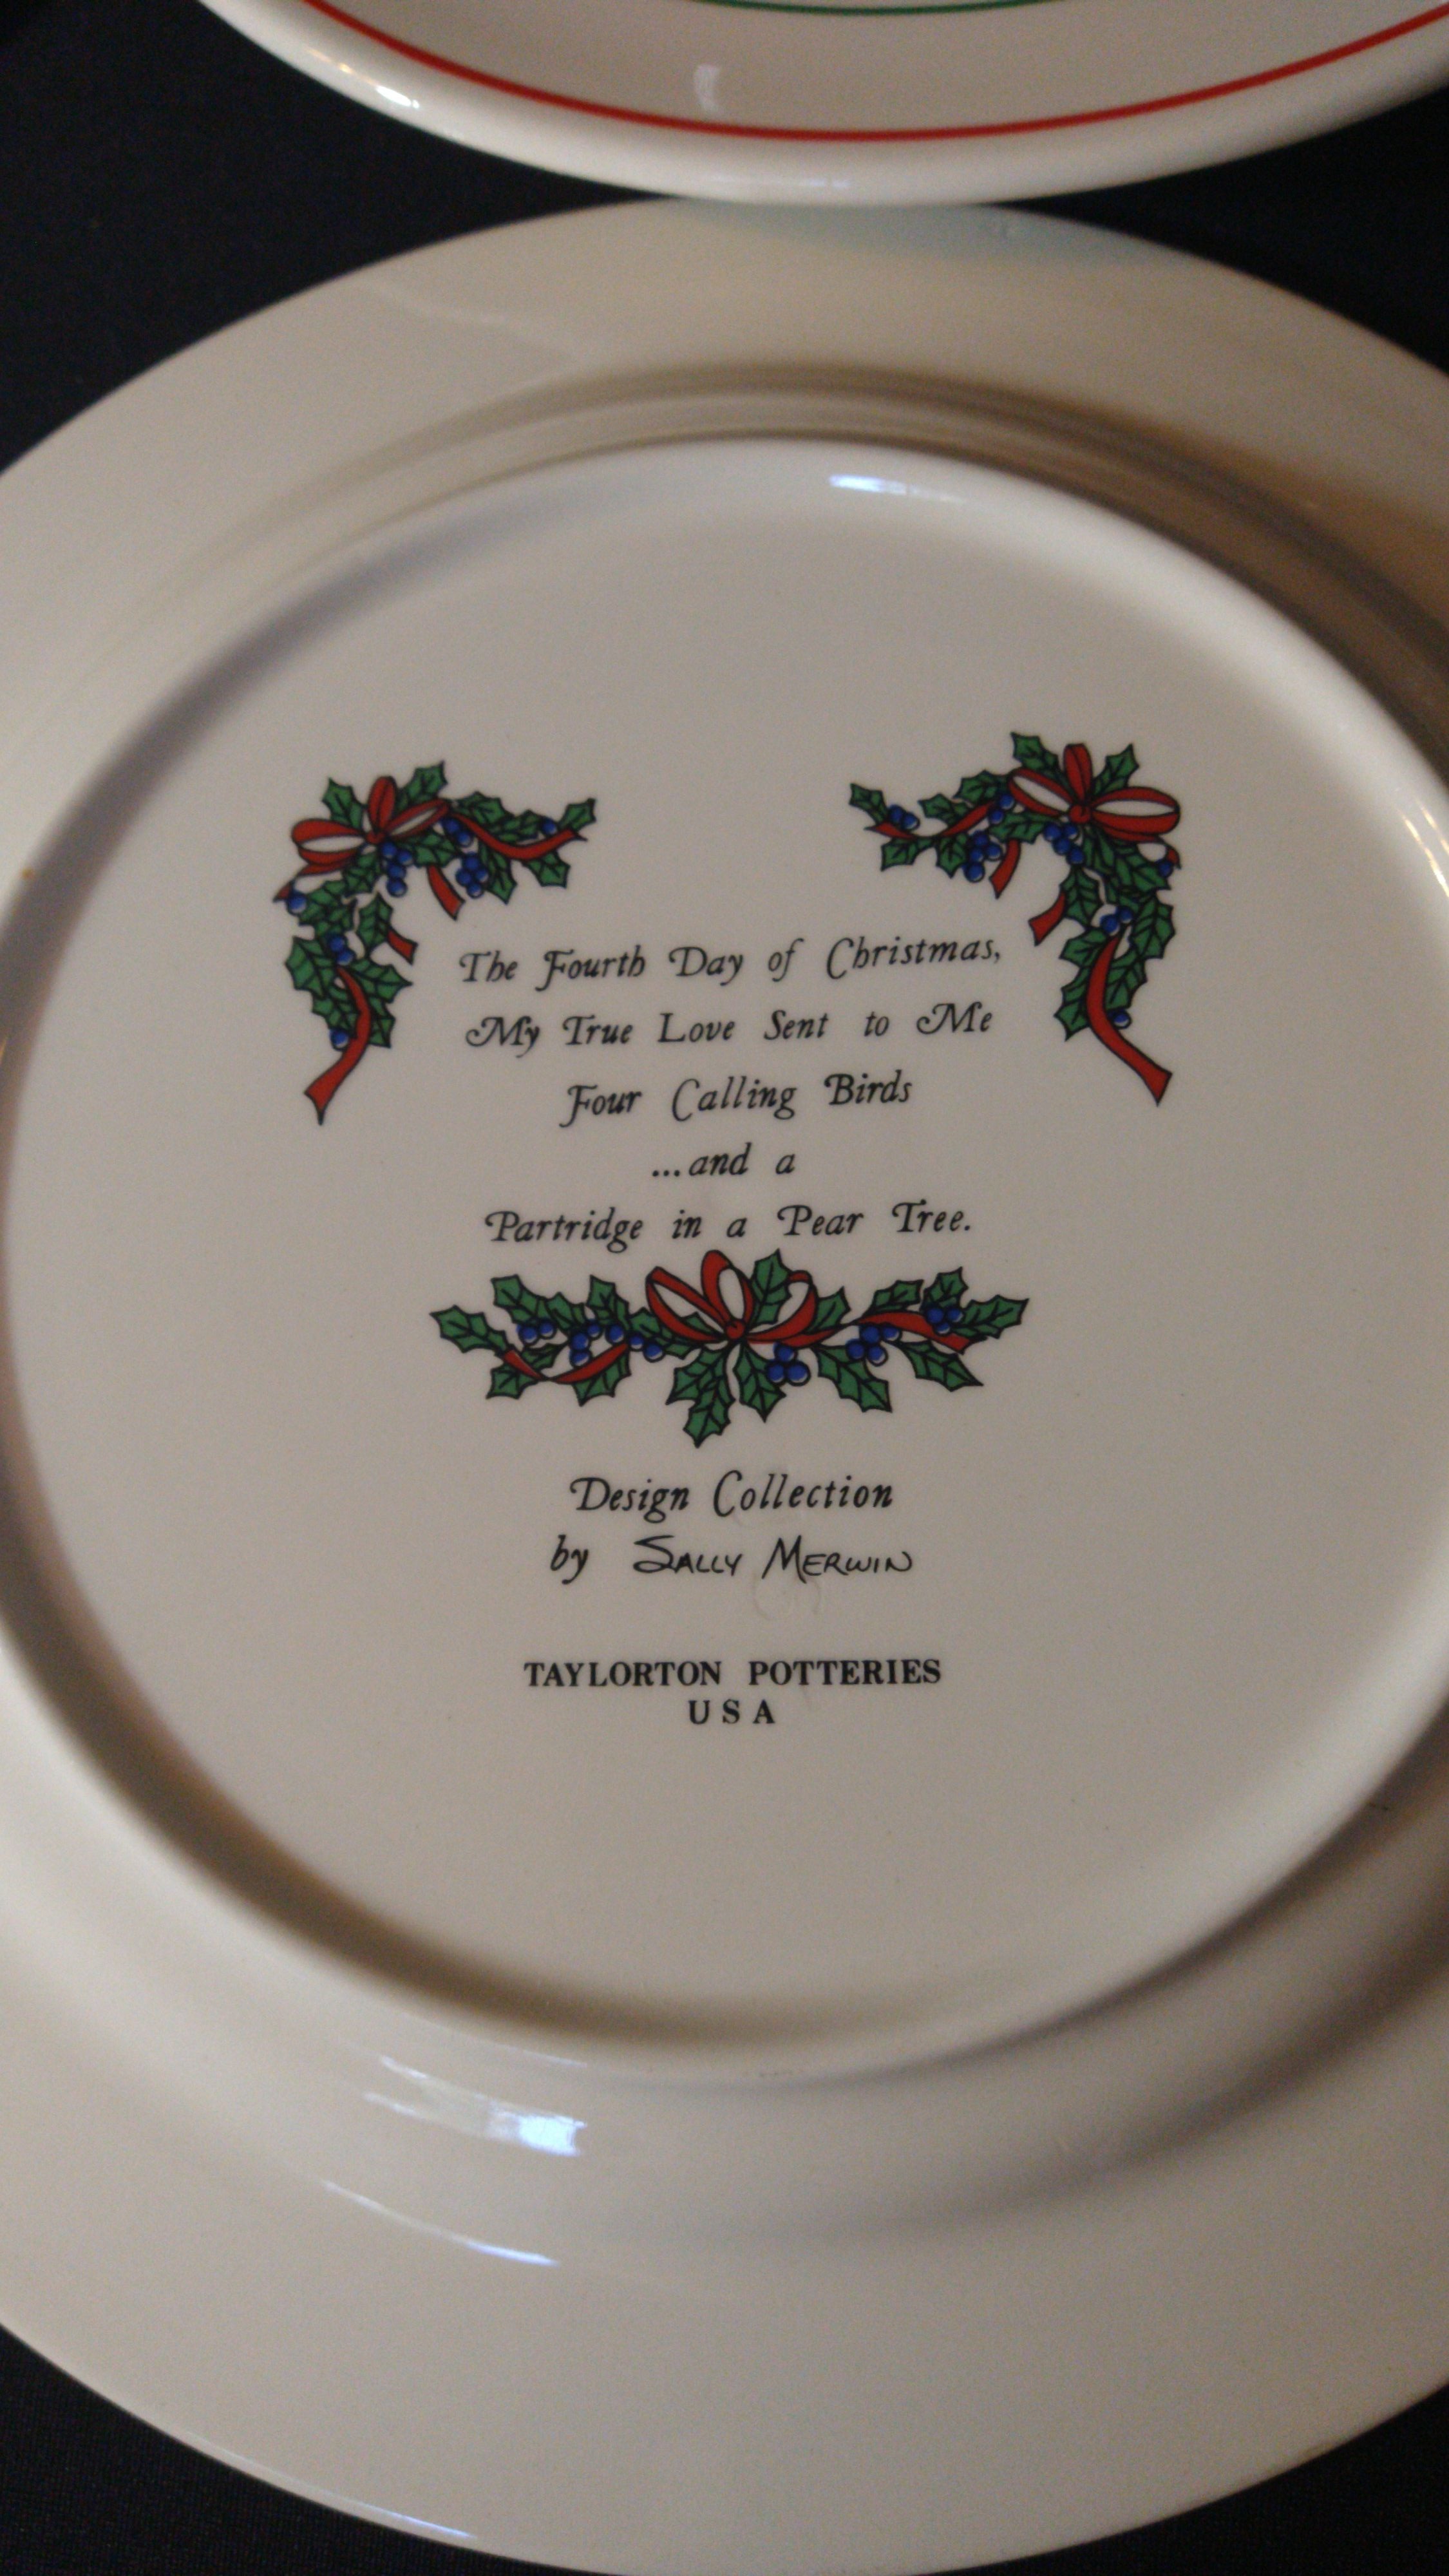 The Fourth Day of Christmas,
My True Love Sent to Me
Four Calling Birds
...and a
Partridge in a Pear Tree.
Design Collection
by Sally Merwin
TAYLORTON POTTERIES
USA